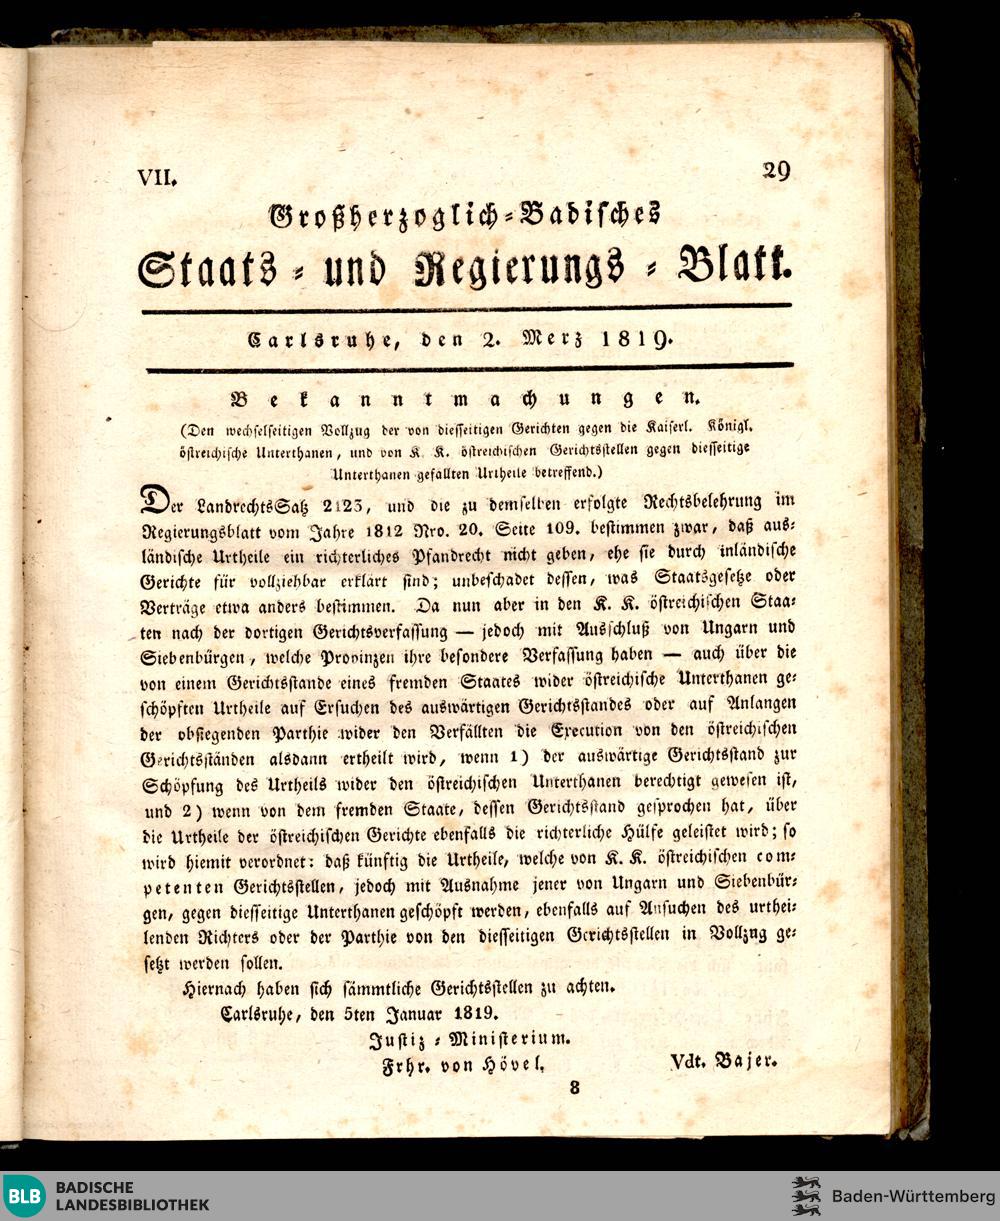 VII.
29
Großherzoglich-Badisches
Staats- und Regierungs-Blatt.
Carlsruhe, den 2. Merz 1819.
Bekanntmachungen.
(Den wechselseitigen Vollzug der von diesseitigen Gerichten gegen die Kaiserl. Königl.
östreichische Unterthanen, und von K. K. östreichischen Gerichtsstellen gegen diesseitige
Unterthanen gefällten Urtheile betreffend.)
Der LandrechtsSatz 2123, und die zu demselben erfolgte Rechtsbelehrung im
Regierungsblatt vom Jahre 1812 Nro. 20. Seite 109. bestimmen zwar, daß aus-
ländische Urtheile ein richterliches Pfandrecht nicht geben, ehe sie durch inländische
Gerichte für vollziehbar erklärt sind; unbeschadet dessen, was Staatsgesetze oder
Verträge etwa anders bestimmen. Da nun aber in den K. K. östreichischen Staa-
ten nach der dortigen Gerichtsverfassung — jedoch mit Ausschluß von Ungarn und
Siebenbürgen, welche Provinzen ihre besondere Verfassung haben — auch über die
von einem Gerichtsstande eines fremden Staates wider östreichische Unterthanen ge-
schöpften Urtheile auf Ersuchen des auswärtigen Gerichtsstandes oder auf Anlangen
der obsiegenden Parthie wider den Verfällten die Execution von den östreichischen
Gerichtsständen alsdann ertheilt wird, wenn 1) der auswärtige Gerichtsstand zur
Schöpfung des Urtheils wider den östreichischen Unterthanen berechtigt gewesen ist,
und 2) wenn von dem fremden Staate, dessen Gerichtsstand gesprochen hat, über
die Urtheile der östreichischen Gerichte ebenfalls die richterliche Hülfe geleistet wird; so
wird hiemit verordnet: daß künftig die Urtheile, welche von K. K. östreichischen com-
petenten Gerichtsstellen, jedoch mit Ausnahme jener von Ungarn und Siebenbür-
gen, gegen diesseitige Unterthanen geschöpft werden, ebenfalls auf Ansuchen des urthei-
lenden Richters oder der Parthie von den diesseitigen Gerichtsstellen in Vollzug ge-
setzt werden sollen.
Hiernach haben sich sämmtliche Gerichtsstellen zu achten.
Carlsruhe, den 5ten Januar 1819.
Justiz-Ministerium.
Frhr. von Hövel.
Vdt. Bajer.
8
BLB
BADISCHE
LANDESBIBLIOTHEK
Baden-Württemberg